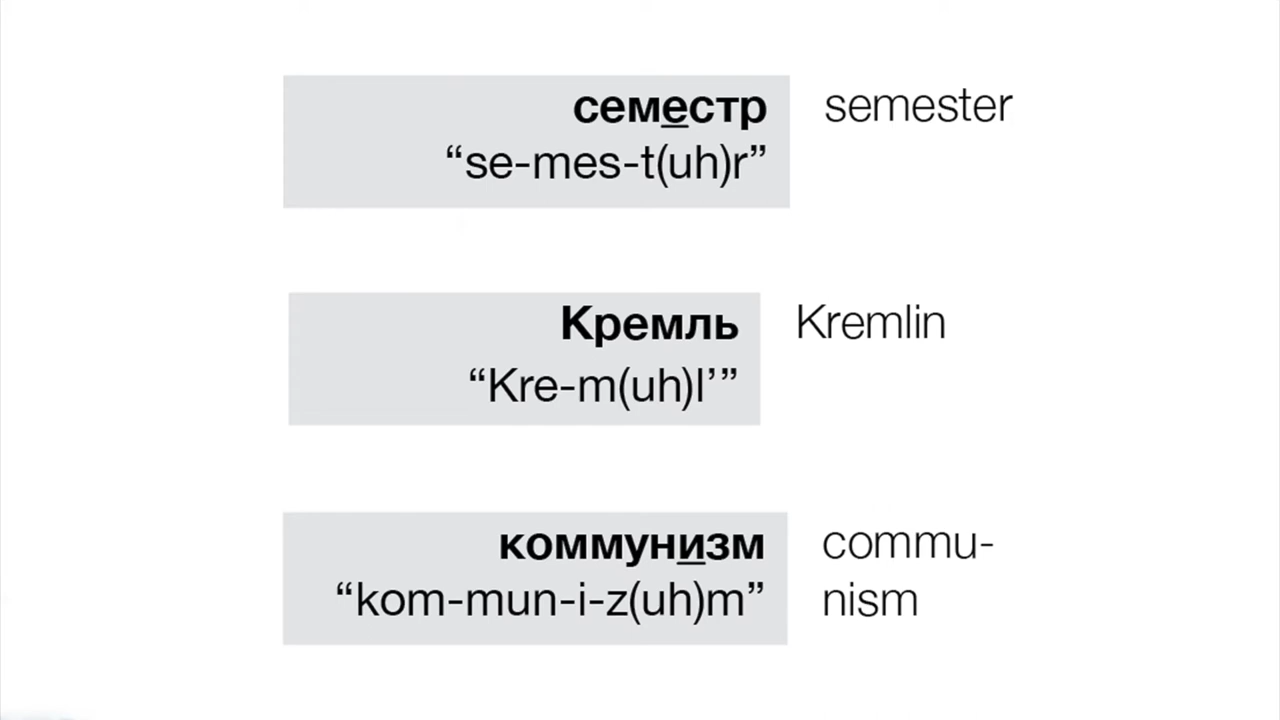 семестр
semester
“se-mes-t(uh)r”
Кремль
Kremlin
“Kre-m(uh)l’”
коммунизм
commu-
“kom-mun-i-z(uh)m”
nism